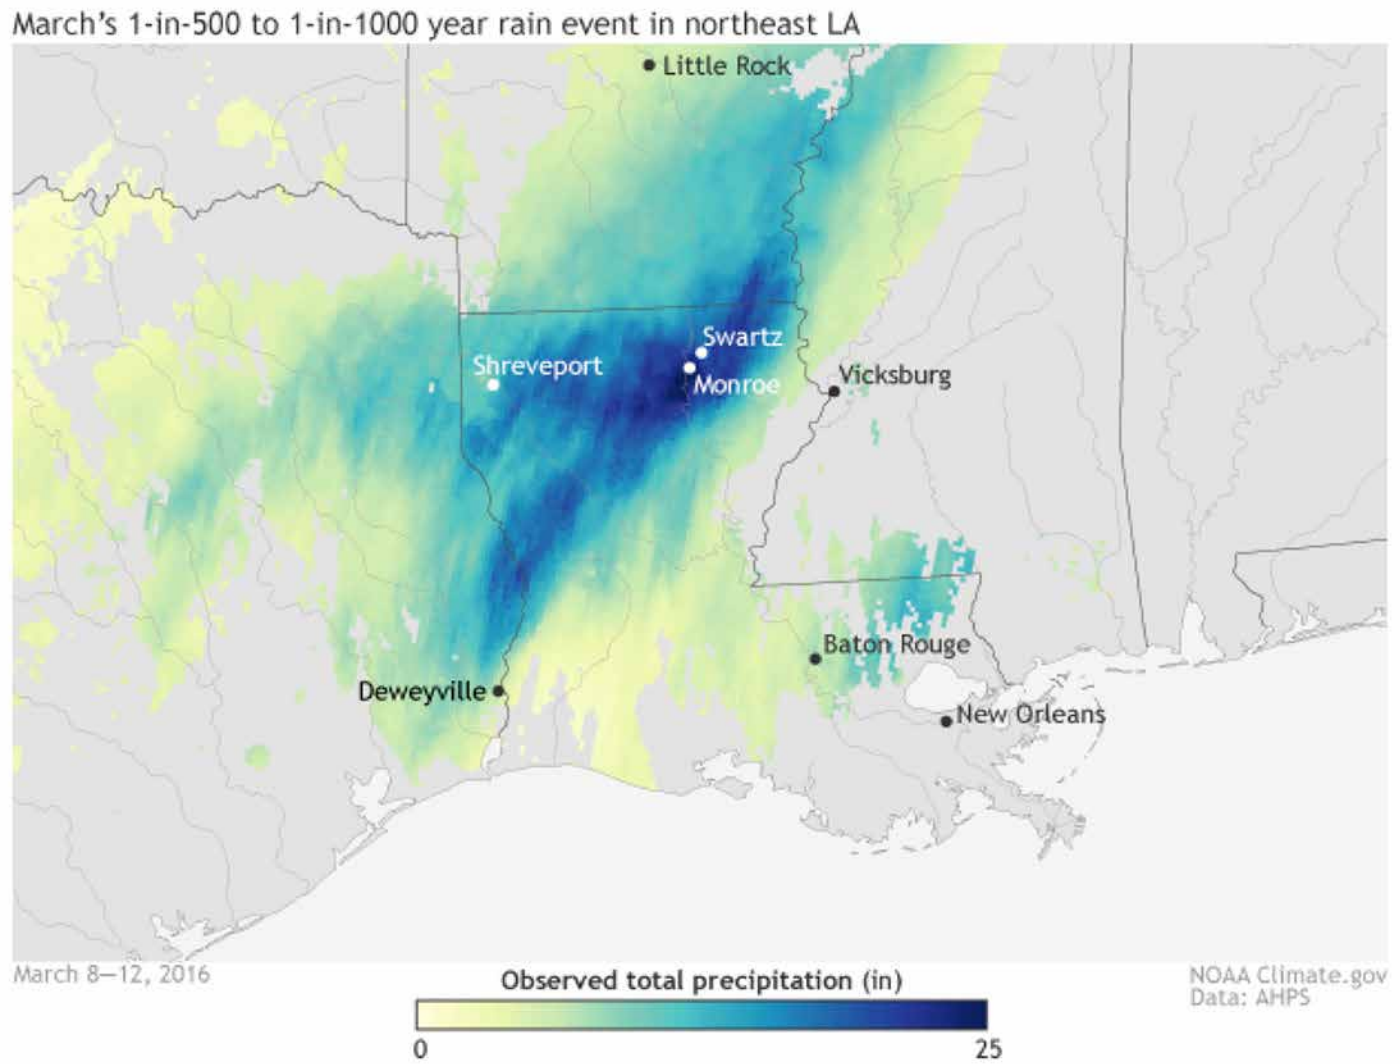 March's 1-in-500 to 1-in-1000 year rain event in northeast LA
Little Rock
Swartz
Shreveport
Monroe
Vicksburg
Baton Rouge
Deweyville
New Orleans
March 8—12, 2016
Observed total precipitation (in)
NOAA Climate.gov
Data: AHPS
0
25